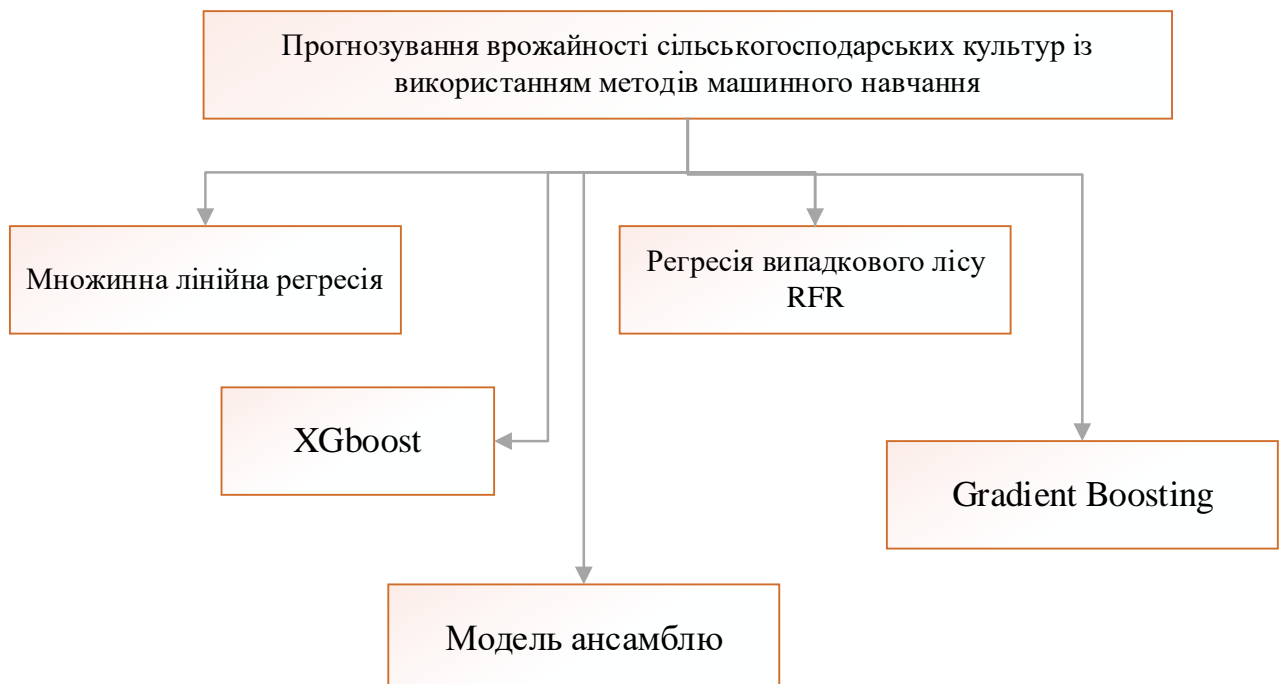 Прогнозування врожайності сільськогосподарських культур із
використанням методів машинного навчання
Множинна лінійна регресія
Регресія випадкового лісу
RFR
XGboost
Gradient Boosting
Модель ансамблю